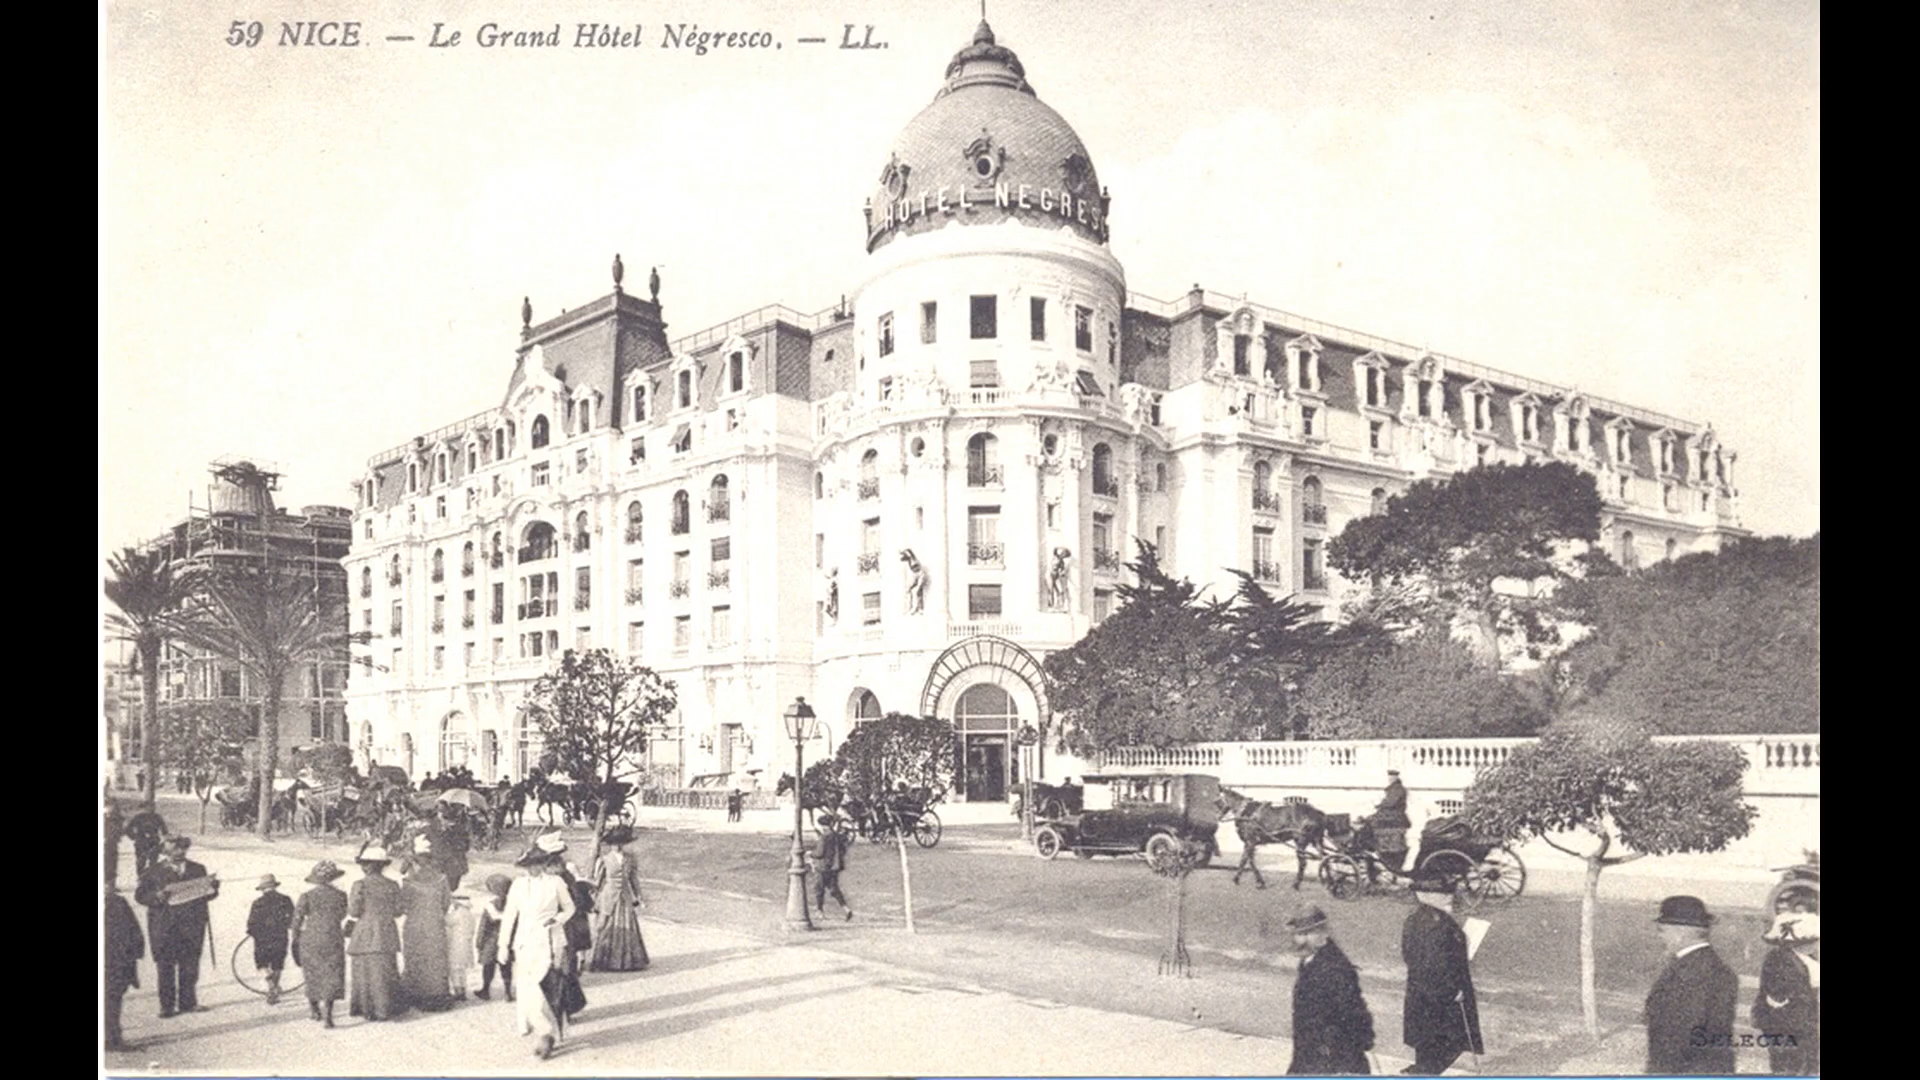 59 NICE. — Le Grand Hôtel Négresco. — LL.
HOTEL NEGRES
SELECTA